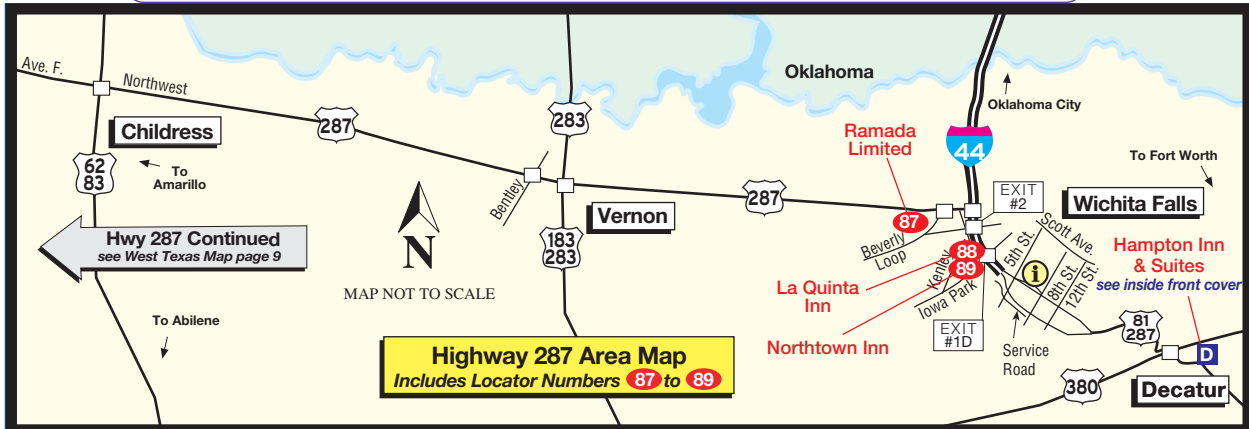 Oklahoma
Oklahoma City
Ave. F.
Northwest
287
283
Childress
62
83
To
Amarillo
Ramada
Limited
44
To Fort Worth
Bentley
Vernon
287
EXIT
#2
Wichita Falls
87
Beverly
Loop
Scott Ave.
5th St.
8th St.
12th St.
i
Hwy 287 Continued
see West Texas Map page 9
N
MAP NOT TO SCALE
183
283
Kenley
88
89
Iowa Park
La Quinta
Inn
Northtown Inn
EXIT
#1D
Service
Road
Hampton Inn
& Suites
see inside front cover
81
287
D
380
Decatur
To Abilene
Highway 287 Area Map
Includes Locator Numbers 87 to 89